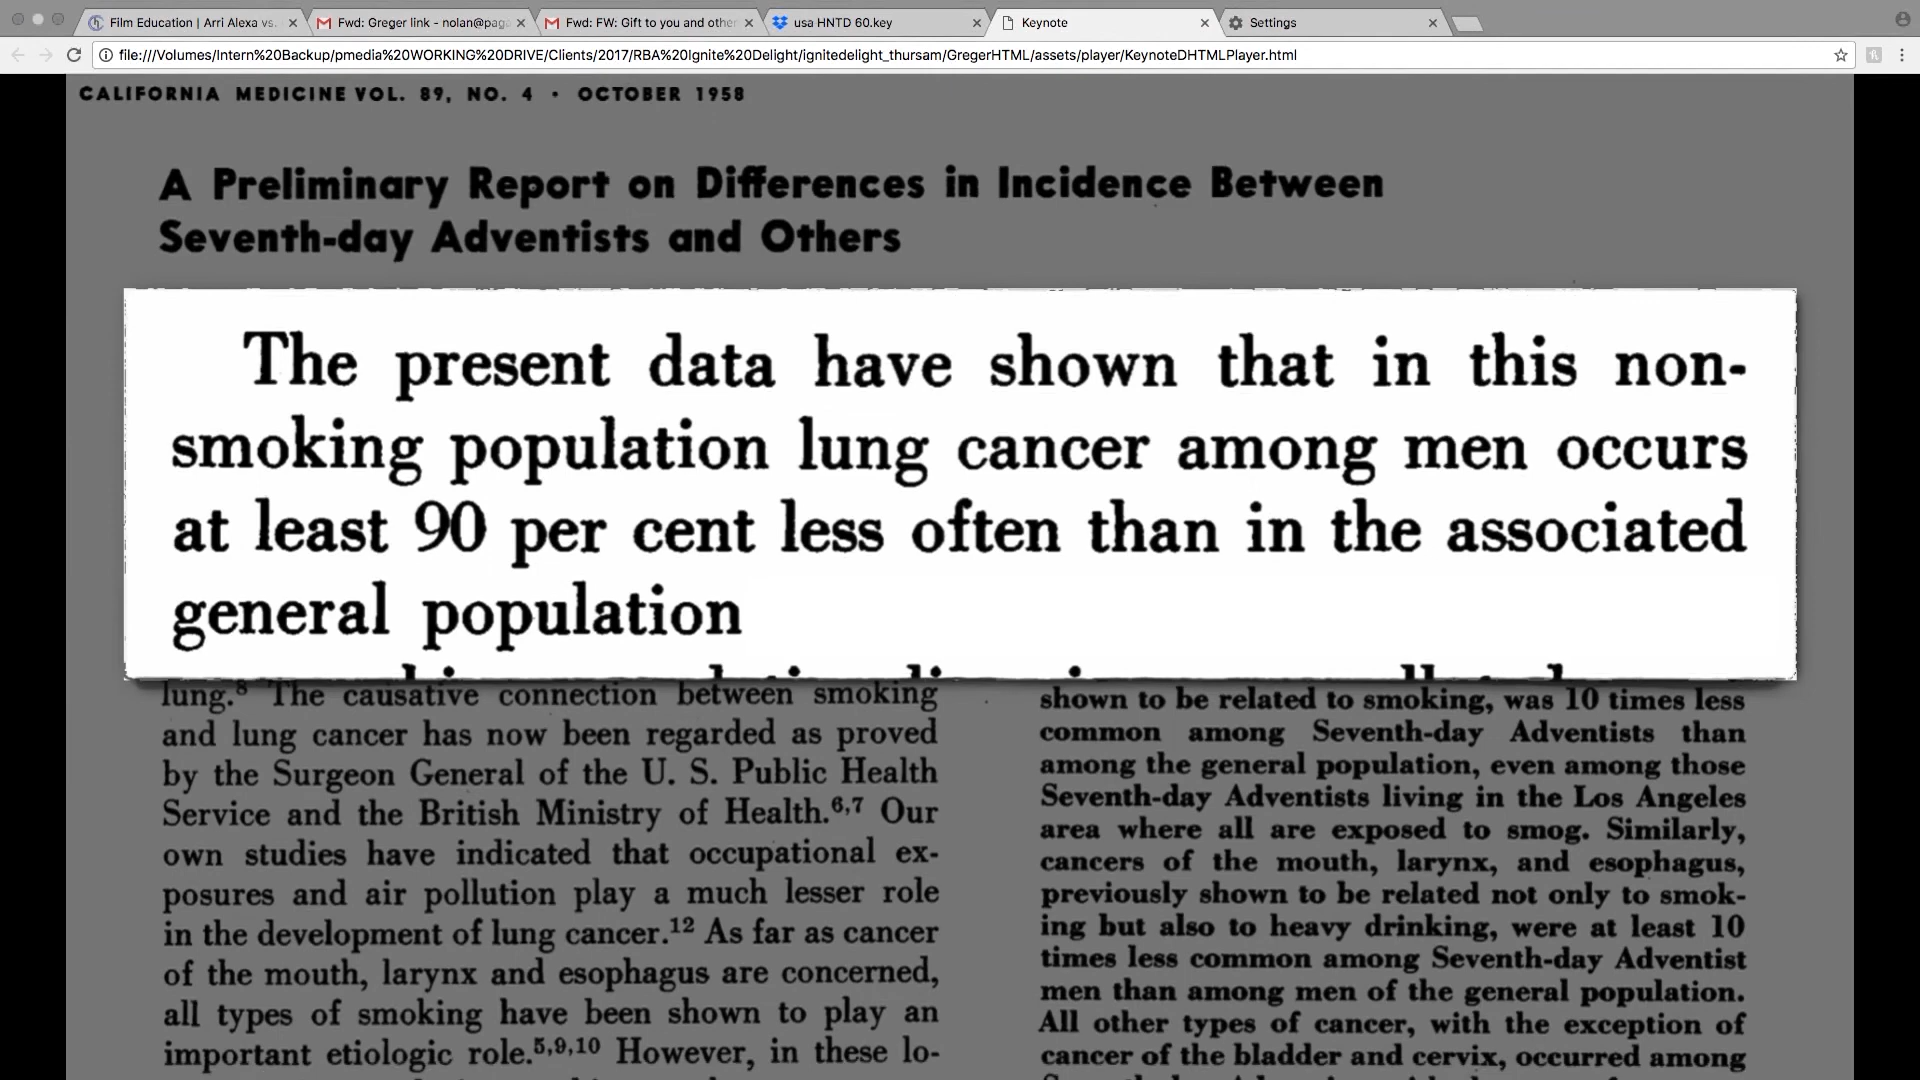 Film Education | Arri Alexa vs.
Fwd: Greger link - nolan@paga
Fwd: FW: Gift to you and other
usa HNTD 60.key
Keynote
Settings
file:///Volumes/Intern%20Backup/pmedia%20WORKING%20DRIVE/Clients/2017/RBA%20Ignite%20Delight/ignitedelight_thursam/GregerHTML/assets/player/KeynoteDHTMLPlayer.html
CALIFORNIA MEDICINE VOL. 89, NO. 4 • OCTOBER 1958
A Preliminary Report on Differences in Incidence Between
Seventh-day Adventists and Others
The present data have shown that in this non-
smoking population lung cancer among men occurs
at least 90 per cent less often than in the associated
general population
lung.8 The causative connection between smoking
and lung cancer has now been regarded as proved
by the Surgeon General of the U. S. Public Health
Service and the British Ministry of Health.6,7 Our
own studies have indicated that occupational ex-
posures and air pollution play a much lesser role
in the development of lung cancer.12 As far as cancer
of the mouth, larynx and esophagus are concerned,
all types of smoking have been shown to play an
important etiologic role.5,9,10 However, in these lo-
shown to be related to smoking, was 10 times less
common among Seventh-day Adventists than
among the general population, even among those
Seventh-day Adventists living in the Los Angeles
area where all are exposed to smog. Similarly,
cancers of the mouth, larynx, and esophagus,
previously shown to be related not only to smok-
ing but also to heavy drinking, were at least 10
times less common among Seventh-day Adventist
men than among men of the general population.
All other types of cancer, with the exception of
cancer of the bladder and cervix, occurred among